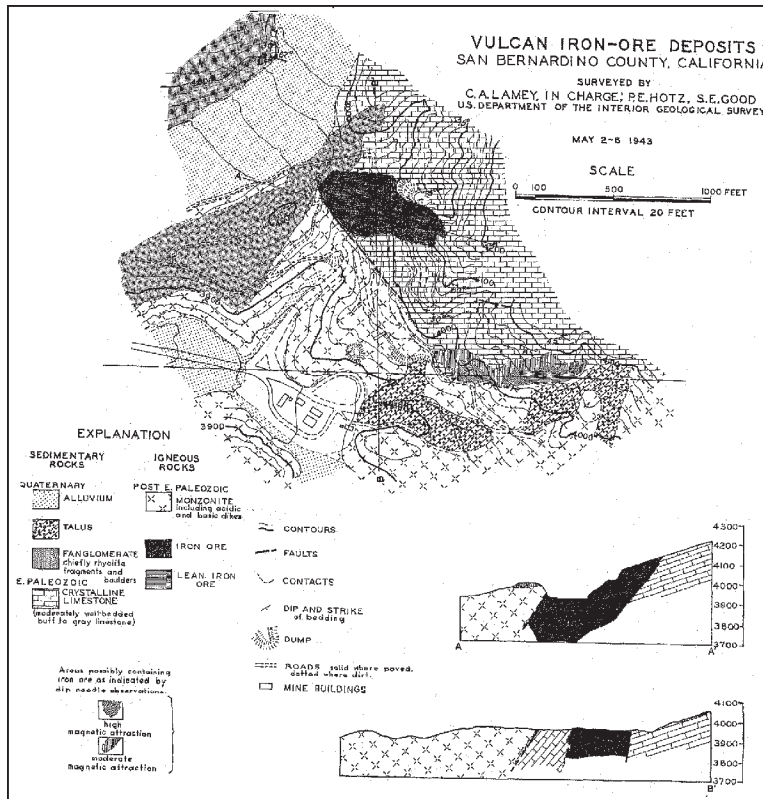 VULCAN IRON-ORE DEPOSITS
SAN BERNARDINO COUNTY, CALIFORNIA
SURVEYED BY
C.A. LAMEY, IN CHARGE; P.E. HOTZ, S.E. GOOD
U.S. DEPARTMENT OF THE INTERIOR GEOLOGICAL SURVEY
MAY 2-6 1943
SCALE
0 100 500 1000 FEET
CONTOUR INTERVAL 20 FEET
A
3900
4000
4000
B
EXPLANATION
SEDIMENTARY
ROCKS
IGNEOUS
ROCKS
QUATERNARY
ALLUVIUM
TALUS
FANGLOMERATE
chiefly rhyolite
fragments and
boulders
E. PALEOZOIC
CRYSTALLINE
LIMESTONE
(moderately well-bedded
buff to gray limestone)
POST E. PALEOZOIC
MONZONITE
including acidic
and basic dikes
IRON ORE
LEAN IRON
ORE
CONTOURS
FAULTS
CONTACTS
DIP AND STRIKE
of bedding
DUMP
ROADS solid where paved,
dotted where dirt.
MINE BUILDINGS
Areas possibly containing
iron ore as indicated by
dip needle observations.
high
magnetic attraction
moderate
magnetic attraction
4300
4200
4100
4000
3900
3800
3700
A A'
4100
4000
3900
3800
3700
B'